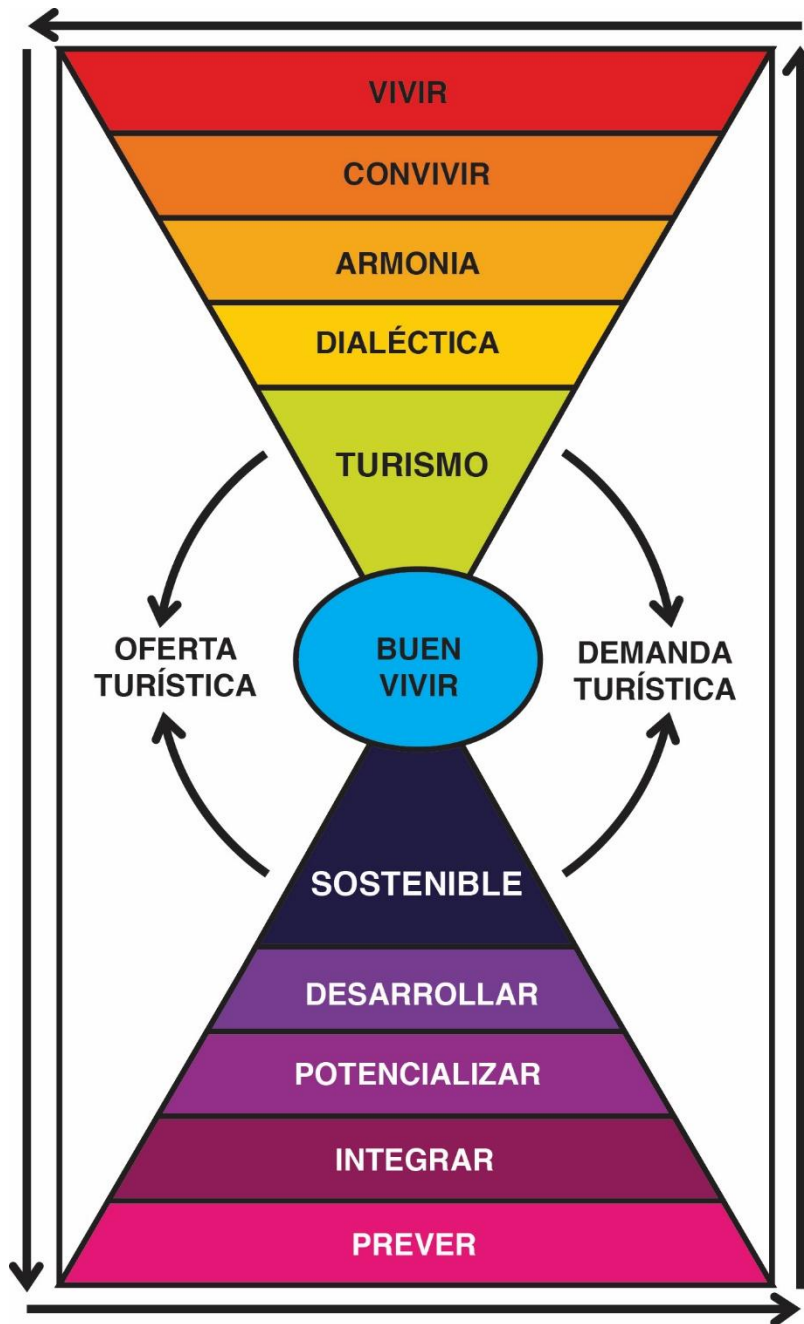 VIVIR
CONVIVIR
ARMONIA
DIALÉCTICA
TURISMO
OFERTA
TURÍSTICA
BUEN
VIVIR
DEMANDA
TURÍSTICA
SOSTENIBLE
DESARROLLAR
POTENCIALIZAR
INTEGRAR
PREVER